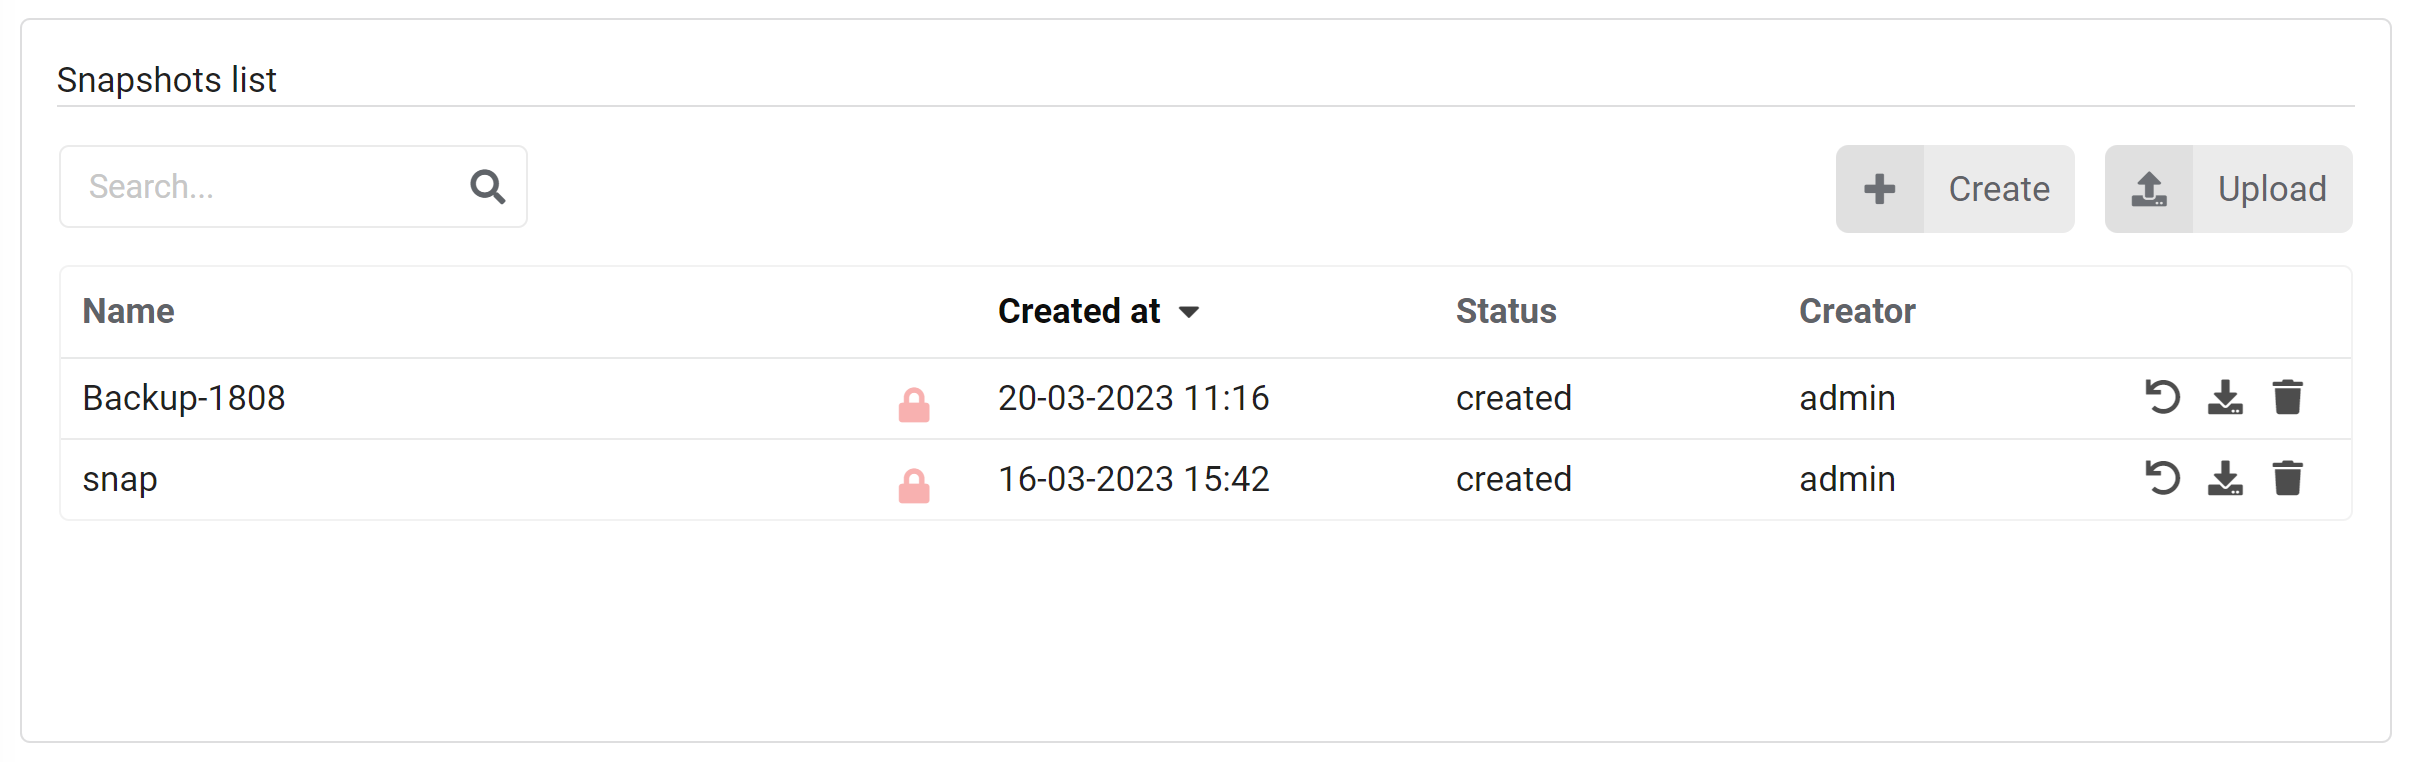 Snapshots list
Search...
Create
Upload
Name Created at Status Creator
Backup-1808 20-03-2023 11:16 created admin
snap 16-03-2023 15:42 created admin